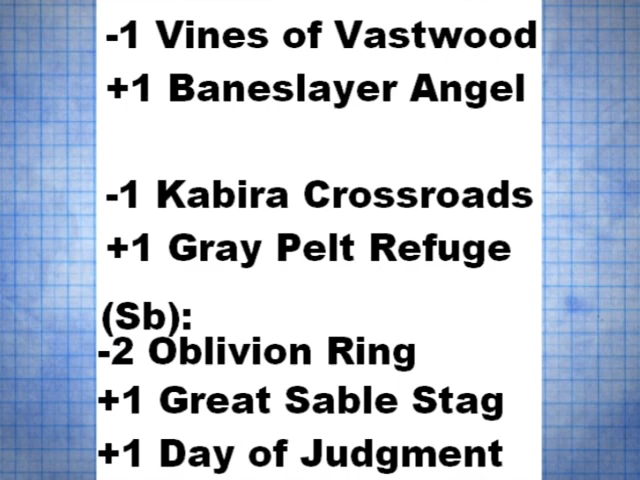 -1 Vines of Vastwood
+1 Baneslayer Angel
-1 Kabira Crossroads
+1 Gray Pelt Refuge
(Sb):
-2 Oblivion Ring
+1 Great Sable Stag
+1 Day of Judgment